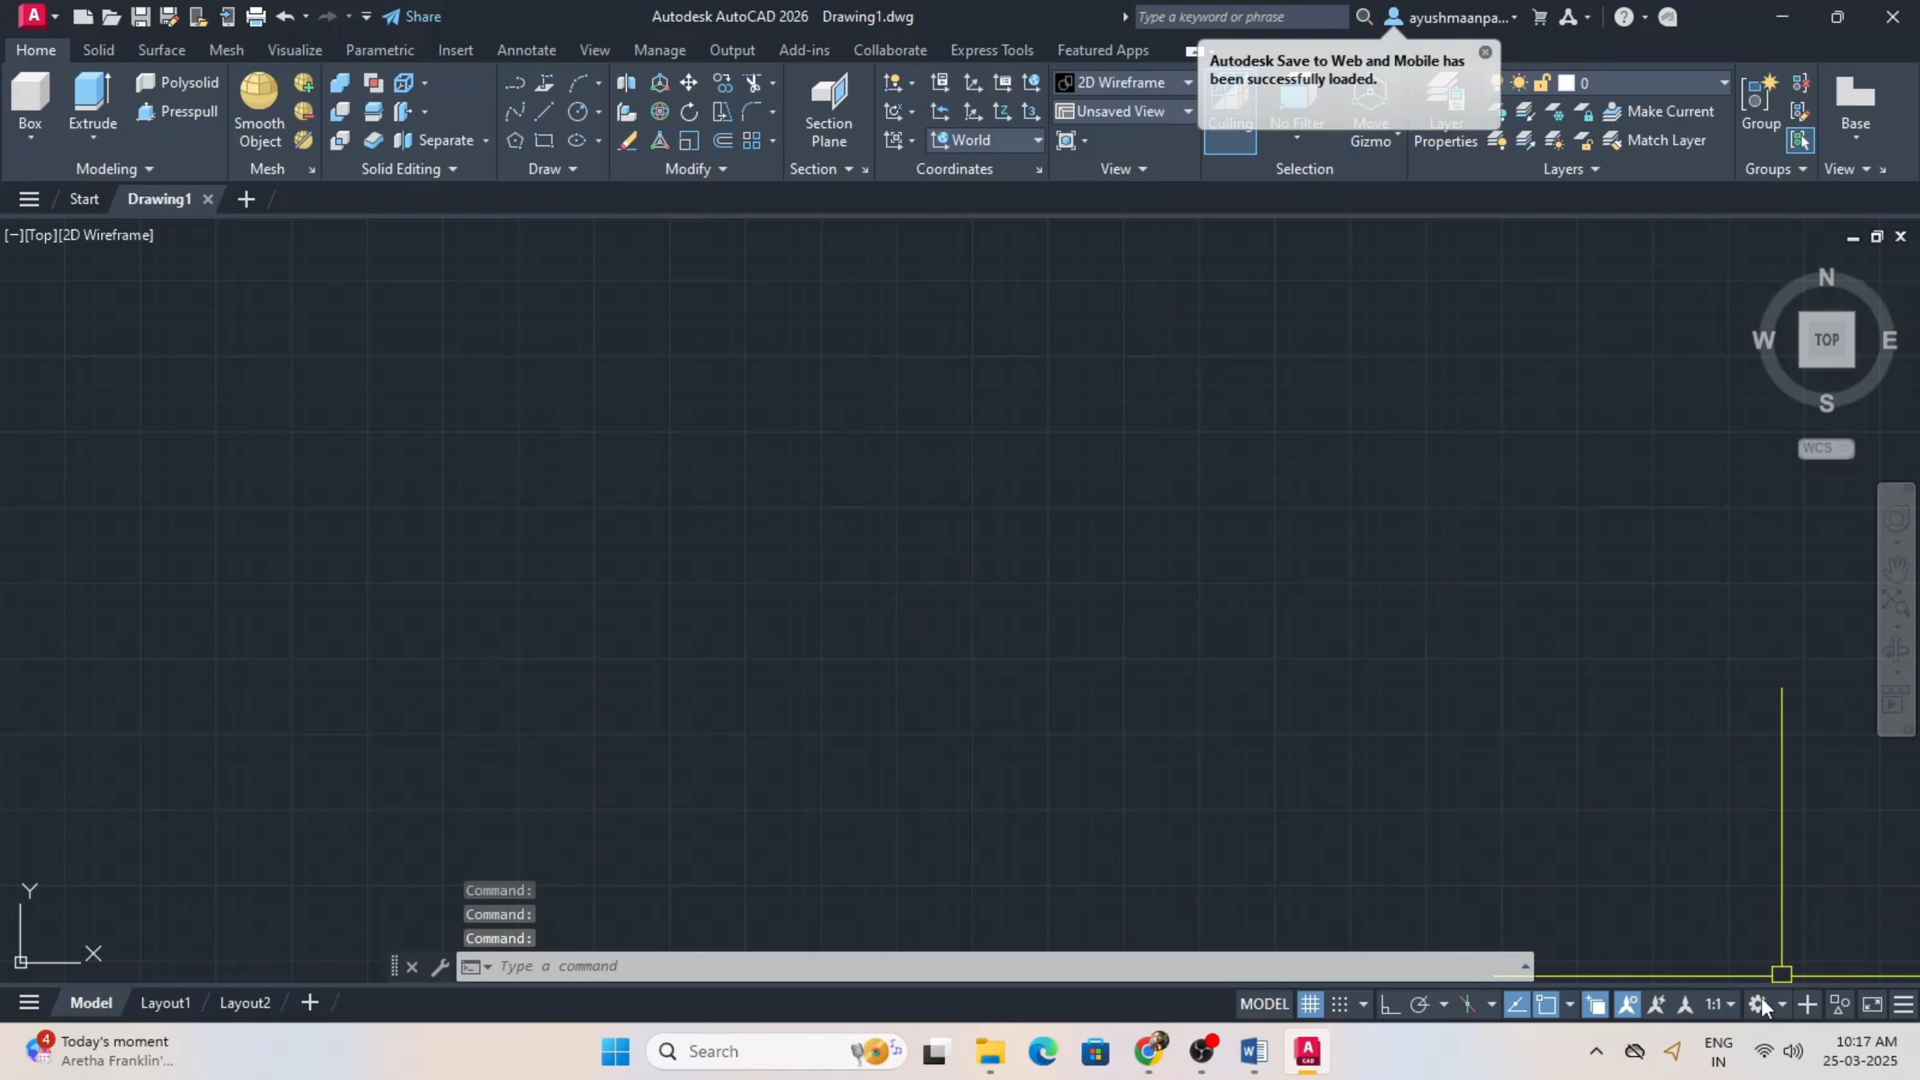 Share
Autodesk AutoCAD 2026 Drawing1.dwg
Type a keyword or phrase
ayushmaanpa...
Home Solid Surface Mesh Visualize Parametric Insert Annotate View Manage Output Add-ins Collaborate Express Tools Featured Apps
Autodesk Save to Web and Mobile has
been successfully loaded.
Box
Extrude
Polysolid
Presspull
Modeling
Smooth
Object
Mesh
Separate
Solid Editing
Draw
Modify
Section
Plane
Section
World
Coordinates
2D Wireframe
Unsaved View
View
Culling
No Filter
Move
Gizmo
Selection
Layer
Properties
0
Make Current
Match Layer
Layers
Group
Groups
Base
View
Start Drawing1
[−][Top][2D Wireframe]
N
W TOP E
S
WCS
Y
X
Command:
Command:
Command:
Type a command
Model Layout1 Layout2
MODEL
1:1
4
Today's moment
Aretha Franklin'...
Search
A
CAD
ENG
IN
10:17 AM
25-03-2025